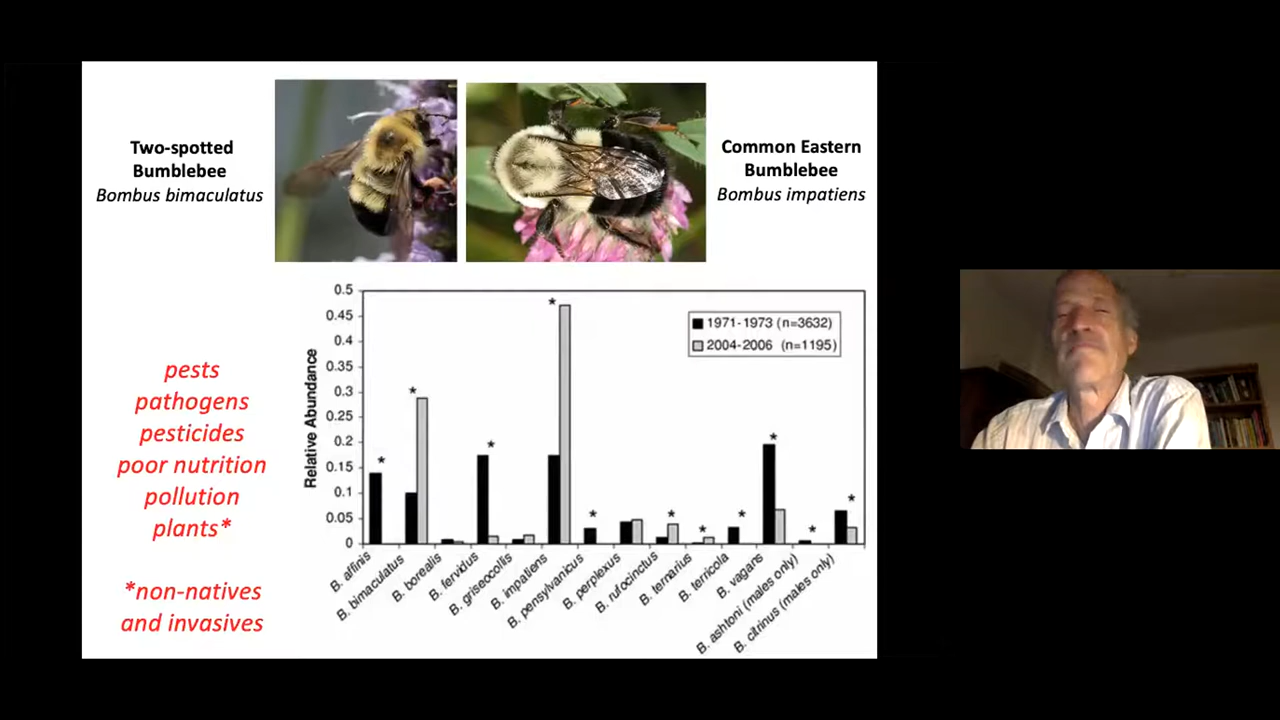 Two-spotted
Bumblebee
Bombus bimaculatus
Common Eastern
Bumblebee
Bombus impatiens
pests
pathogens
pesticides
poor nutrition
pollution
plants*
*non-natives
and invasives
Relative Abundance
0.5
0.45
0.4
0.35
0.3
0.25
0.2
0.15
0.1
0.05
0
1971-1973 (n=3632)
2004-2006 (n=1195)
*
*
*
*
*
*
*
*
*
*
*
B. affinis
B. bimaculatus
B. borealis
B. fervidus
B. griseocollis
B. impatiens
B. pensylvanicus
B. perplexus
B. rufocinctus
B. ternarius
B. terricola
B. vagans
B. ashtoni (males only)
B. citrinus (males only)